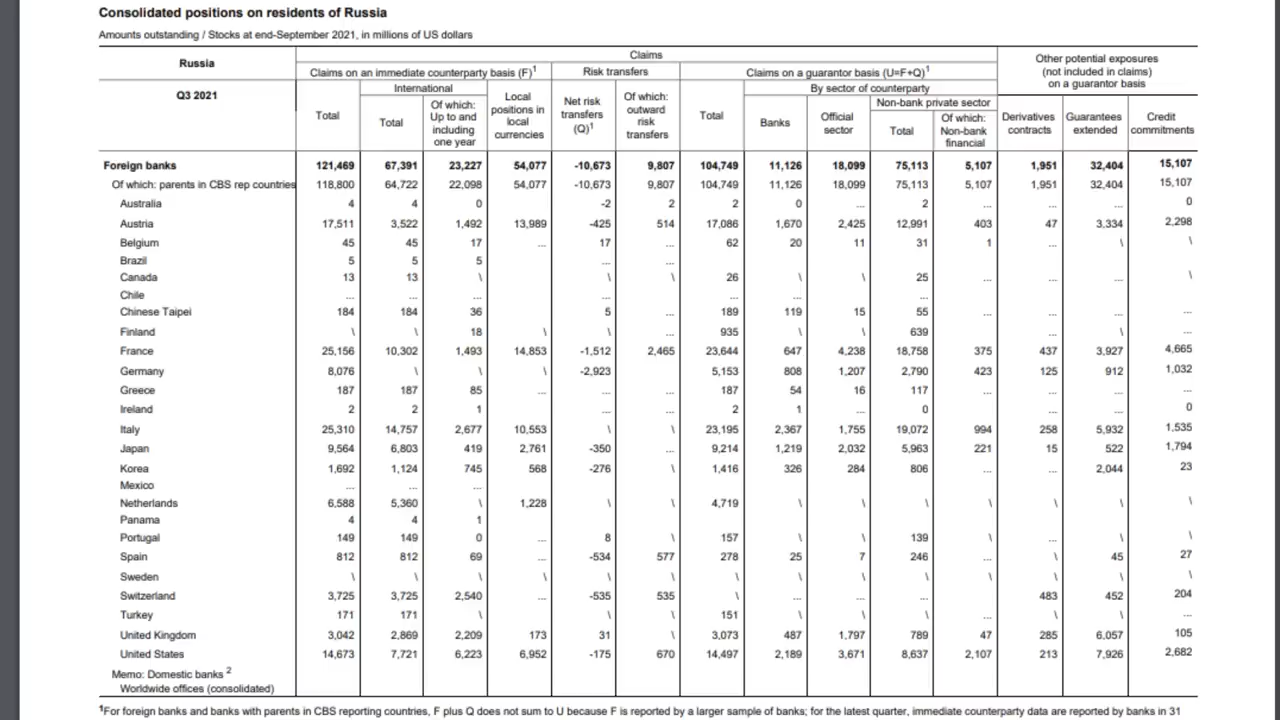 Consolidated positions on residents of Russia
Amounts outstanding / Stocks at end-September 2021, in millions of US dollars
Russia
Q3 2021
Claims
Claims on an immediate counterparty basis (F)1
Risk transfers
Claims on a guarantor basis (U=F+Q)1
Other potential exposures (not included in claims) on a guarantor basis
International
By sector of counterparty
Non-bank private sector
Total Total Of which: Up to and including one year Local positions in local currencies Net risk transfers (Q)1 Of which: outward risk transfers Total Banks Official sector Total Of which: Non-bank financial Derivatives contracts Guarantees extended Credit commitments
Foreign banks 121,469 67,391 23,227 54,077 -10,673 9,807 104,749 11,126 18,099 75,113 5,107 1,951 32,404 15,107
Of which: parents in CBS rep countries 118,800 64,722 22,098 54,077 -10,673 9,807 104,749 11,126 18,099 75,113 5,107 1,951 32,404 15,107
Australia 4 4 0 -2 2 2 0 ... 2 ... ... ... 0
Austria 17,511 3,522 1,492 13,989 -425 514 17,086 1,670 2,425 12,991 403 47 3,334 2,298
Belgium 45 45 17 ... 17 ... 62 20 11 31 1 ... \ \
Brazil 5 5 5 ... ...
Canada 13 13 \ \ \ 26 \ \ 25 ... ... ... \
Chile ... ... ... ... ... ... ...
Chinese Taipei 184 184 36 5 ... 189 119 15 55 ... ... ... ...
Finland \ \ 18 \ \ ... 935 \ \ 639 ... \ ...
France 25,156 10,302 1,493 14,853 -1,512 2,465 23,644 647 4,238 18,758 375 437 3,927 4,665
Germany 8,076 \ \ \ -2,923 5,153 808 1,207 2,790 423 125 912 1,032
Greece 187 187 85 ... ... ... 187 54 16 117 ... ... ... ...
Ireland 2 2 1 ... ... 2 1 ... 0 ... ... 0
Italy 25,310 14,757 2,677 10,553 \ \ 23,195 2,367 1,755 19,072 994 258 5,932 1,535
Japan 9,564 6,803 419 2,761 -350 ... 9,214 1,219 2,032 5,963 221 15 522 1,794
Korea 1,692 1,124 745 568 -276 \ 1,416 326 284 806 ... ... 2,044 23
Mexico ... ... ...
Netherlands 6,588 5,360 \ 1,228 \ \ 4,719 \ \ \ \ \ \ \
Panama 4 4 1
Portugal 149 149 0 ... 8 \ 157 \ \ 139 \ ... \ \
Spain 812 812 69 ... -534 577 278 25 7 246 ... \ 45 27
Sweden \ \ \ \ \ \ \ \ \ \ \ \ \ \
Switzerland 3,725 3,725 2,540 ... -535 535 \ ... ... ... 483 452 204
Turkey 171 171 \ \ \ 151 \ \ \ ... \ \ ...
United Kingdom 3,042 2,869 2,209 173 31 \ 3,073 487 1,797 789 47 285 6,057 105
United States 14,673 7,721 6,223 6,952 -175 670 14,497 2,189 3,671 8,637 2,107 213 7,926 2,682
Memo: Domestic banks 2
Worldwide offices (consolidated)
1For foreign banks and banks with parents in CBS reporting countries, F plus Q does not sum to U because F is reported by a larger sample of banks; for the latest quarter, immediate counterparty data are reported by banks in 31